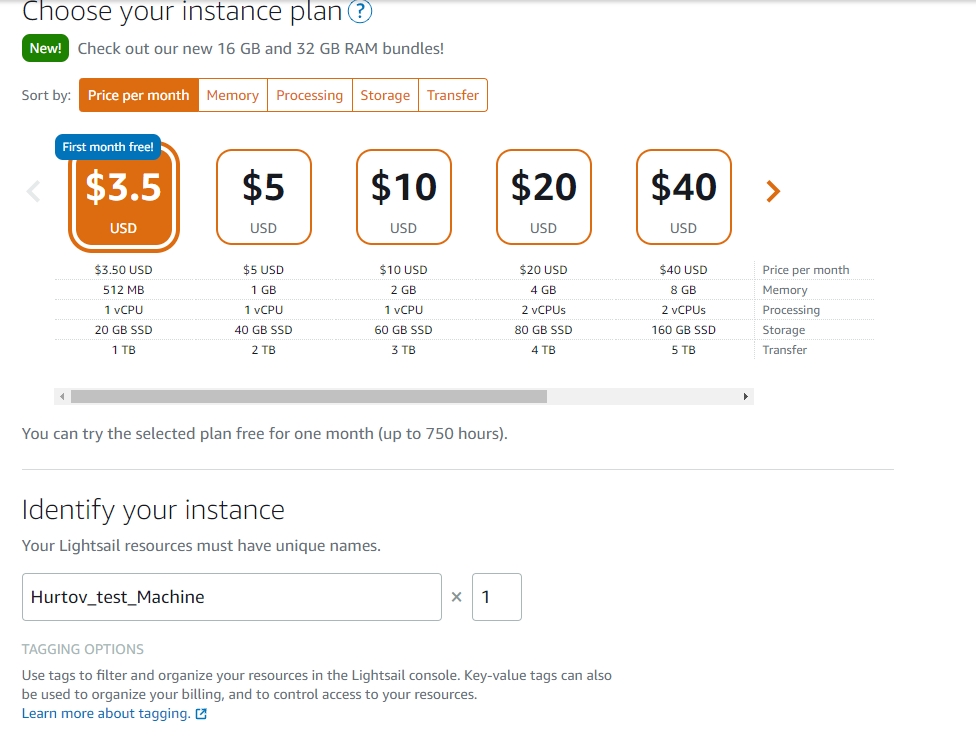 Choose your instance plan ?
New! Check out our new 16 GB and 32 GB RAM bundles!
Sort by: Price per month Memory Processing Storage Transfer
First month free!
$3.5 $5 $10 $20 $40
USD USD USD USD USD
$3.50 USD $5 USD $10 USD $20 USD $40 USD Price per month
512 MB 1 GB 2 GB 4 GB 8 GB Memory
1 vCPU 1 vCPU 1 vCPU 2 vCPUs 2 vCPUs Processing
20 GB SSD 40 GB SSD 60 GB SSD 80 GB SSD 160 GB SSD Storage
1 TB 2 TB 3 TB 4 TB 5 TB Transfer
You can try the selected plan free for one month (up to 750 hours).
Identify your instance
Your Lightsail resources must have unique names.
Hurtov_test_Machine × 1
TAGGING OPTIONS
Use tags to filter and organize your resources in the Lightsail console. Key-value tags can also
be used to organize your billing, and to control access to your resources.
Learn more about tagging.